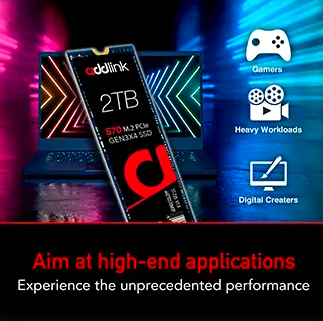 addlink
2TB
S70 M.2 PCIe
GEN3X4 SSD
Gamers
Heavy Workloads
Digital Creaters
Aim at high-end applications
Experience the unprecedented performance